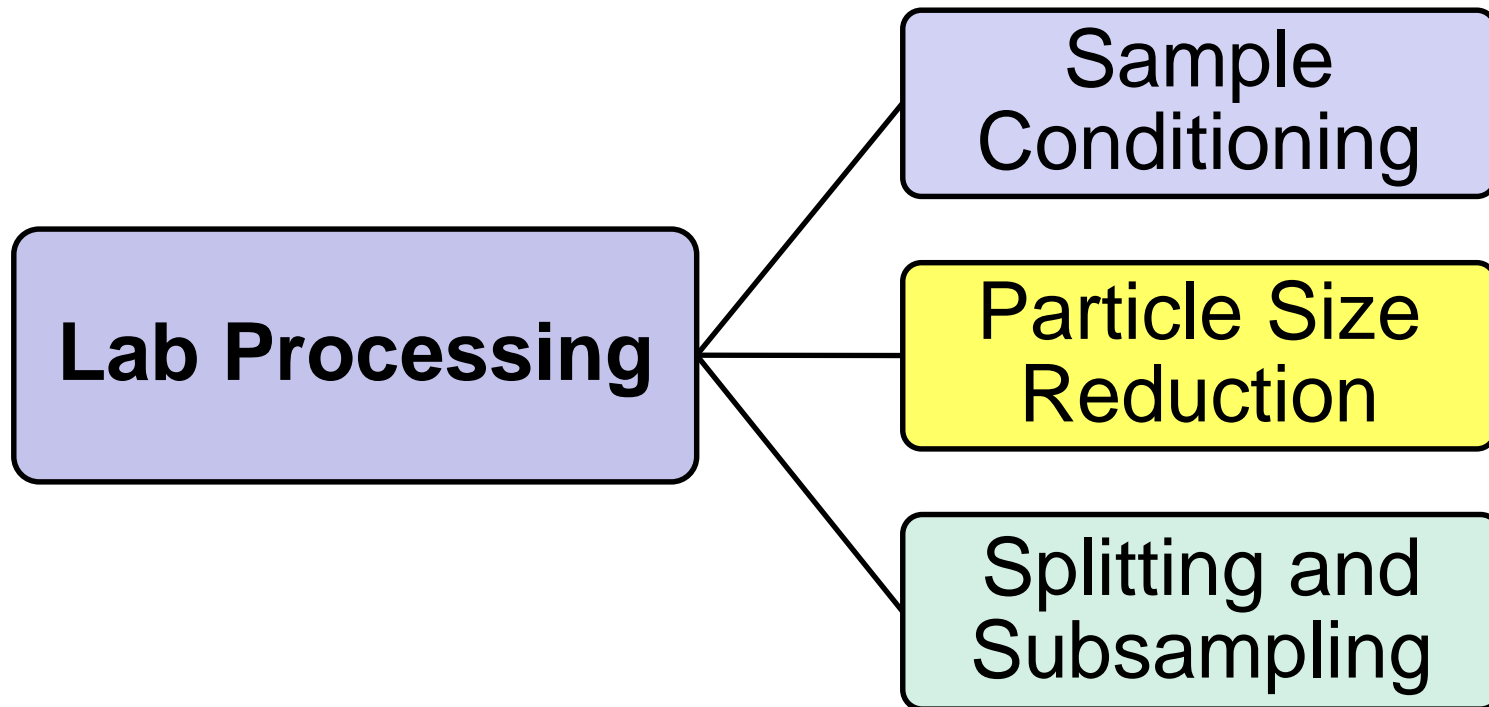 Lab Processing
Sample
Conditioning
Particle Size
Reduction
Splitting and
Subsampling